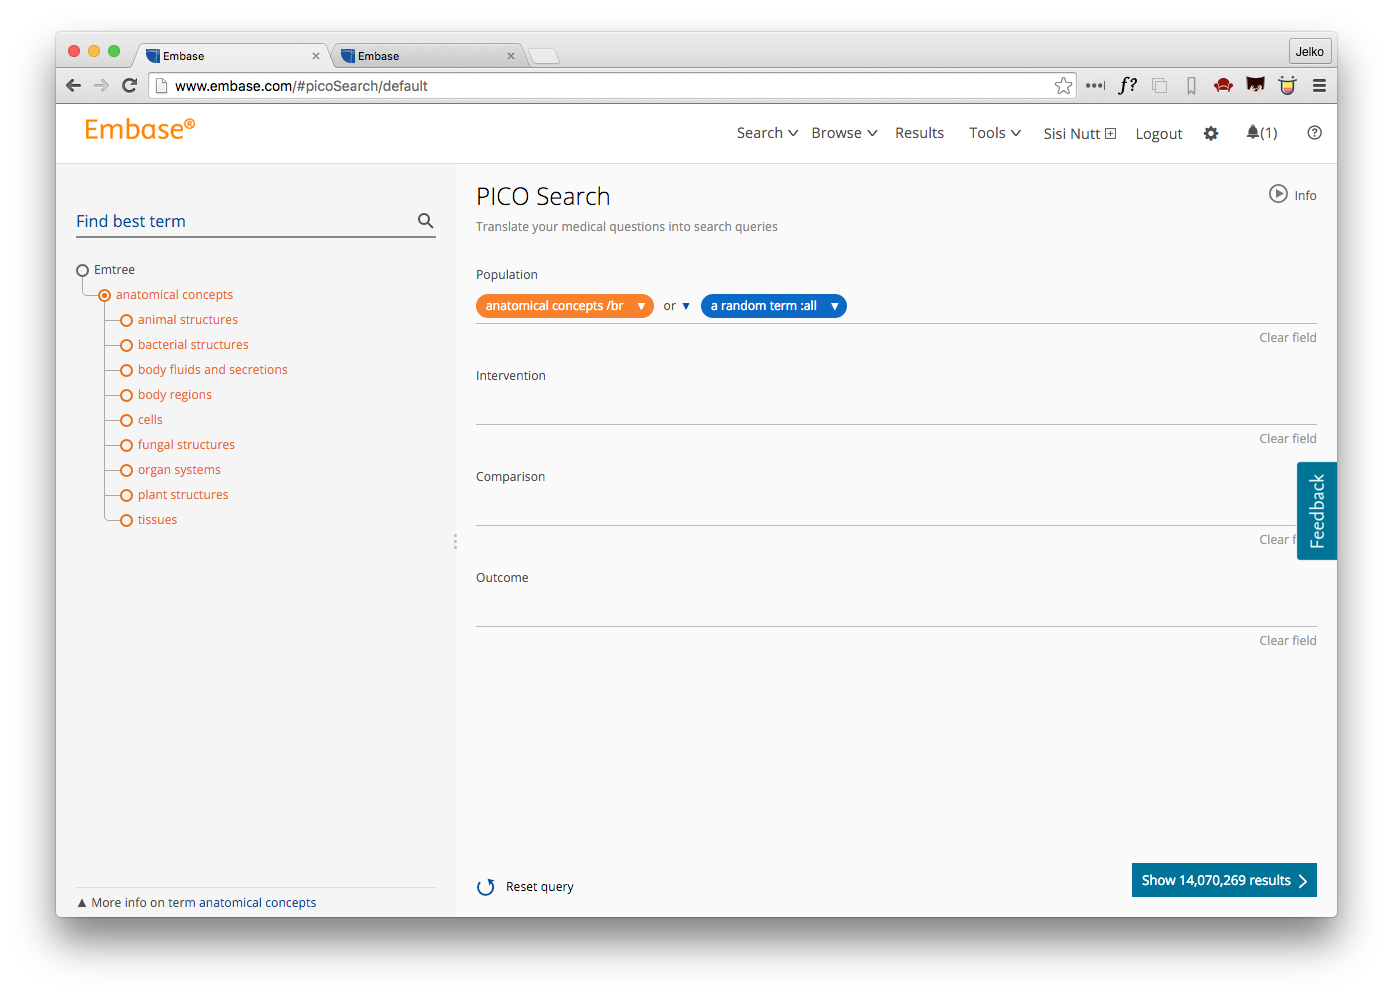 Embase
Embase
Jelko
www.embase.com/#picoSearch/default
f?
Embase®
Search
Browse
Results
Tools
Sisi Nutt
Logout
(1)
?
Find best term
Emtree
anatomical concepts
animal structures
bacterial structures
body fluids and secretions
body regions
cells
fungal structures
organ systems
plant structures
tissues
▲ More info on term anatomical concepts
PICO Search
Info
Translate your medical questions into search queries
Population
anatomical concepts /br ▼ or ▼ a random term :all ▼
Clear field
Intervention
Clear field
Comparison
Clear f
Outcome
Clear field
Feedback
Reset query
Show 14,070,269 results